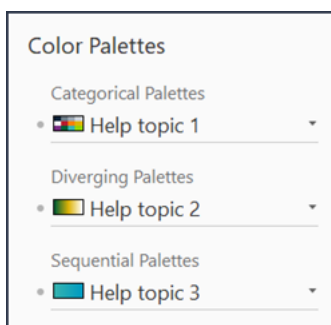 Color Palettes
Categorical Palettes
Help topic 1
Diverging Palettes
Help topic 2
Sequential Palettes
Help topic 3